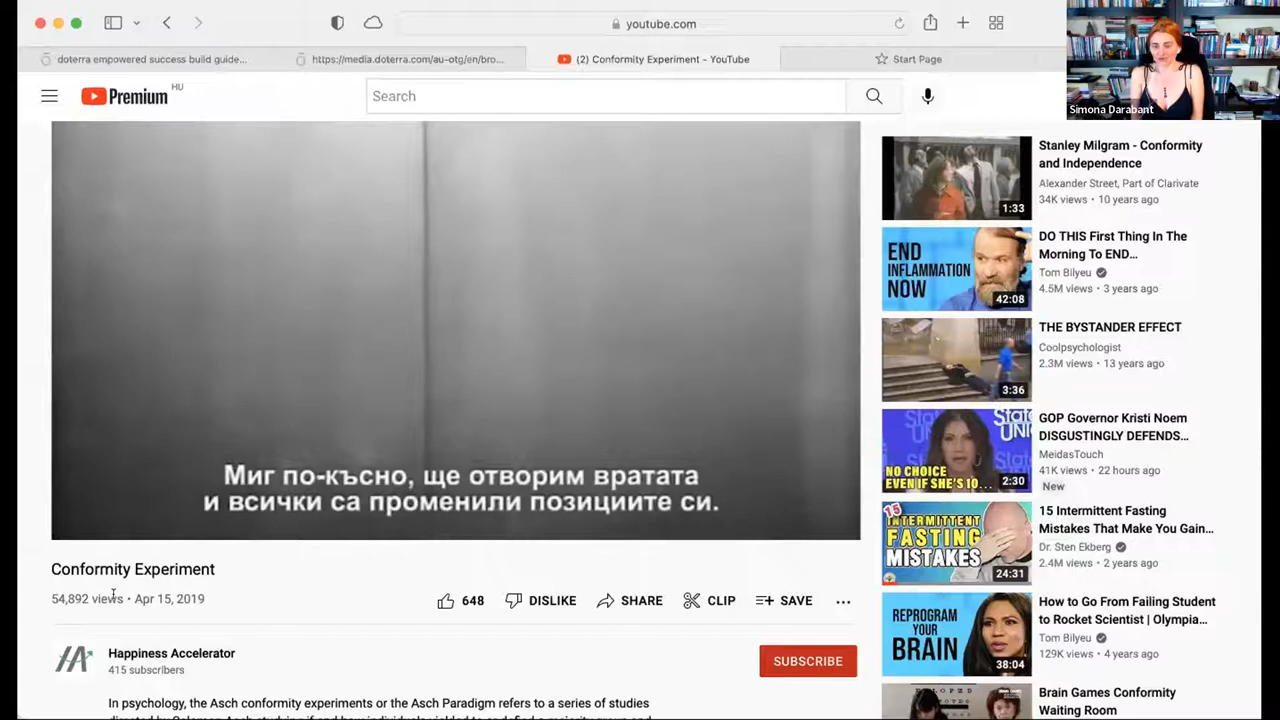 youtube.com
doterra empowered success build guide...
https://media.doterra.com/au-otg/en/bro...
(2) Conformity Experiment - YouTube
Start Page
Simona Darabant
Premium
HU
Search
Миг по-късно, ще отворим вратата
и всички са променили позициите си.
Conformity Experiment
54,892 views • Apr 15, 2019
648
DISLIKE
SHARE
CLIP
SAVE
Happiness Accelerator
415 subscribers
SUBSCRIBE
In psychology, the Asch conformity experiments or the Asch Paradigm refers to a series of studies
Stanley Milgram - Conformity
and Independence
Alexander Street, Part of Clarivate
34K views • 10 years ago
1:33
END
INFLAMMATION
NOW
42:08
DO THIS First Thing In The
Morning To END...
Tom Bilyeu
4.5M views • 3 years ago
3:36
THE BYSTANDER EFFECT
Coolpsychologist
2.3M views • 13 years ago
NO CHOICE
EVEN IF SHE'S 10...
2:30
GOP Governor Kristi Noem
DISGUSTINGLY DEFENDS...
MeidasTouch
41K views • 22 hours ago
New
15
INTERMITTENT
FASTING
MISTAKES
24:31
15 Intermittent Fasting
Mistakes That Make You Gain...
Dr. Sten Ekberg
2.4M views • 2 years ago
REPROGRAM
YOUR
BRAIN
38:04
How to Go From Failing Student
to Rocket Scientist | Olympia...
Tom Bilyeu
129K views • 4 years ago
Brain Games Conformity
Waiting Room